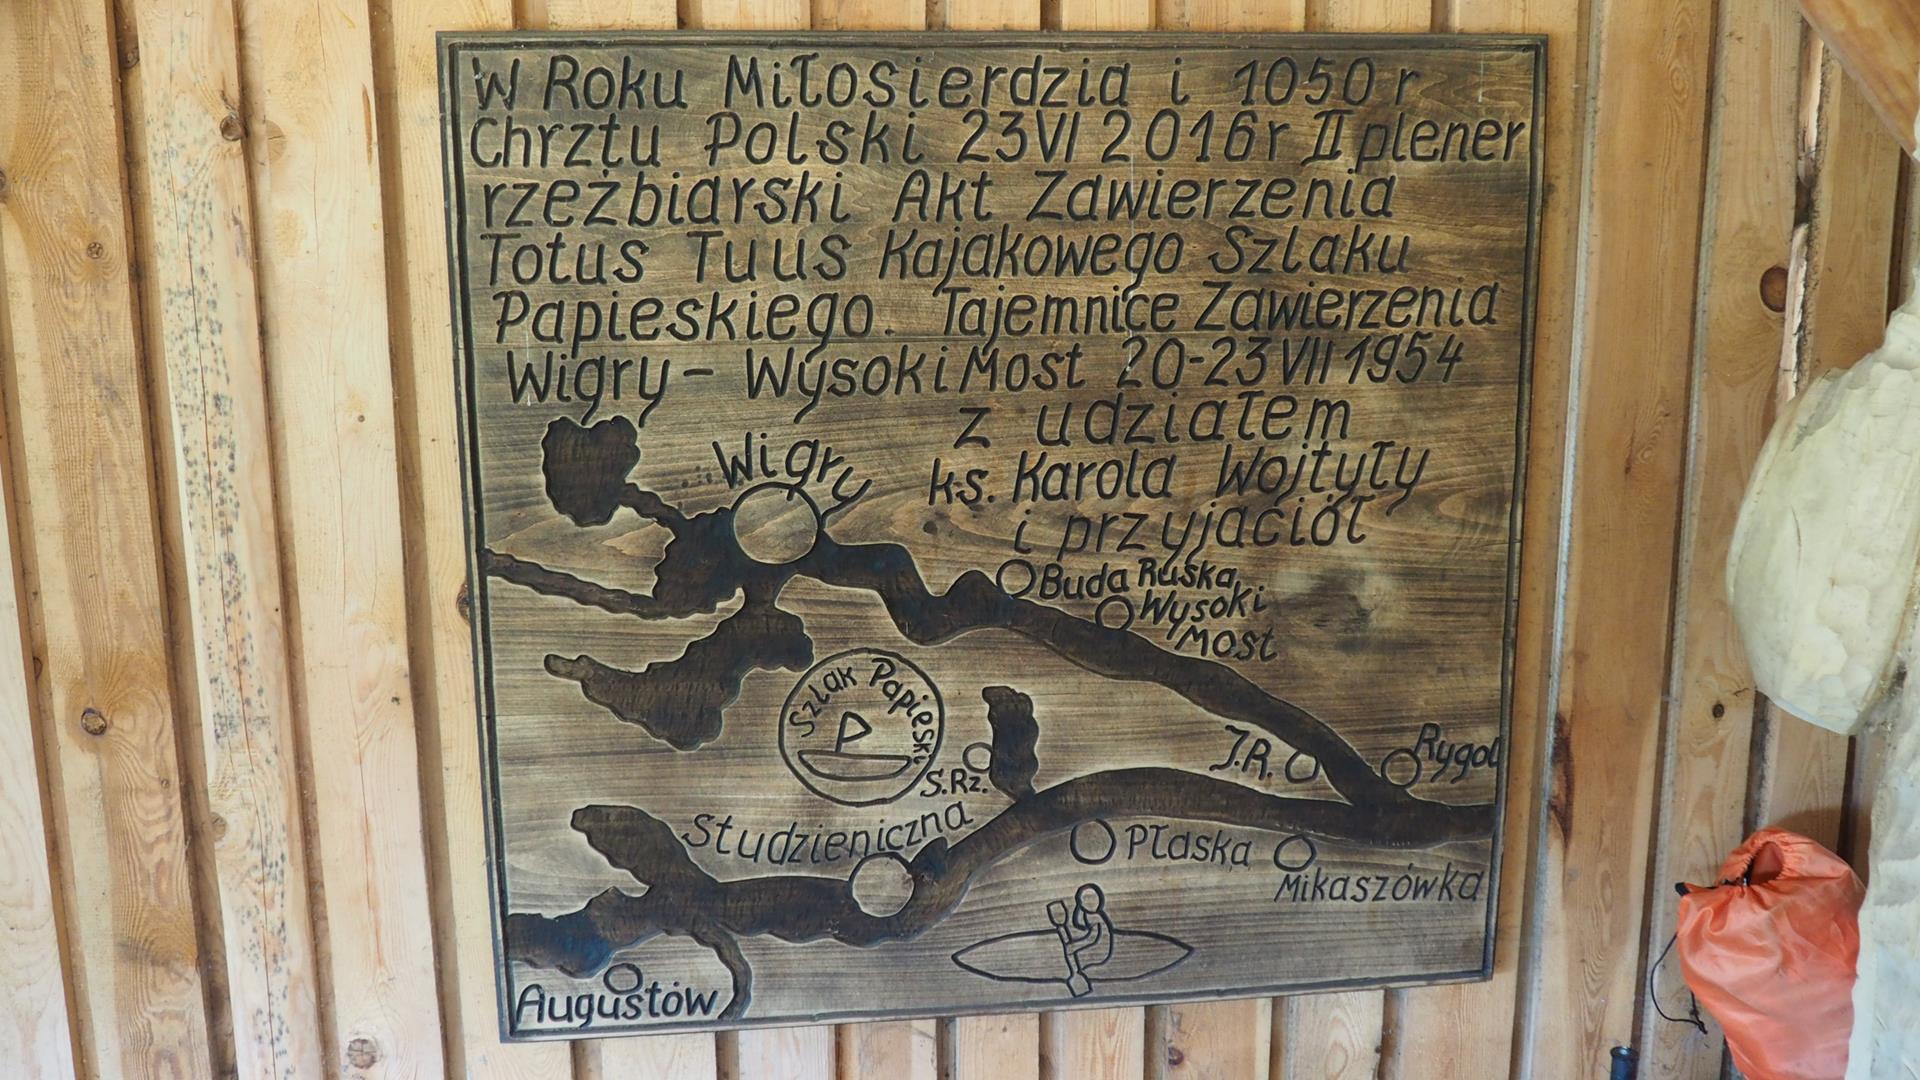 W Roku Miłosierdzia i 1050 r
Chrztu Polski 23 VI 2016 r II plener
rzeźbiarski Akt Zawierzenia
Totus Tuus Kajakowego Szlaku
Papieskiego. Tajemnice Zawierzenia
Wigry - Wysoki Most 20-23 VII 1954
z udziałem
ks. Karola Wojtyły
i przyjaciół
Wigry
Buda Ruska
Wysoki
Most
Szlak Papieski
J.R.
Rygol
S.Rz.
Studzieniczna
Płaska
Mikaszówka
Augustów